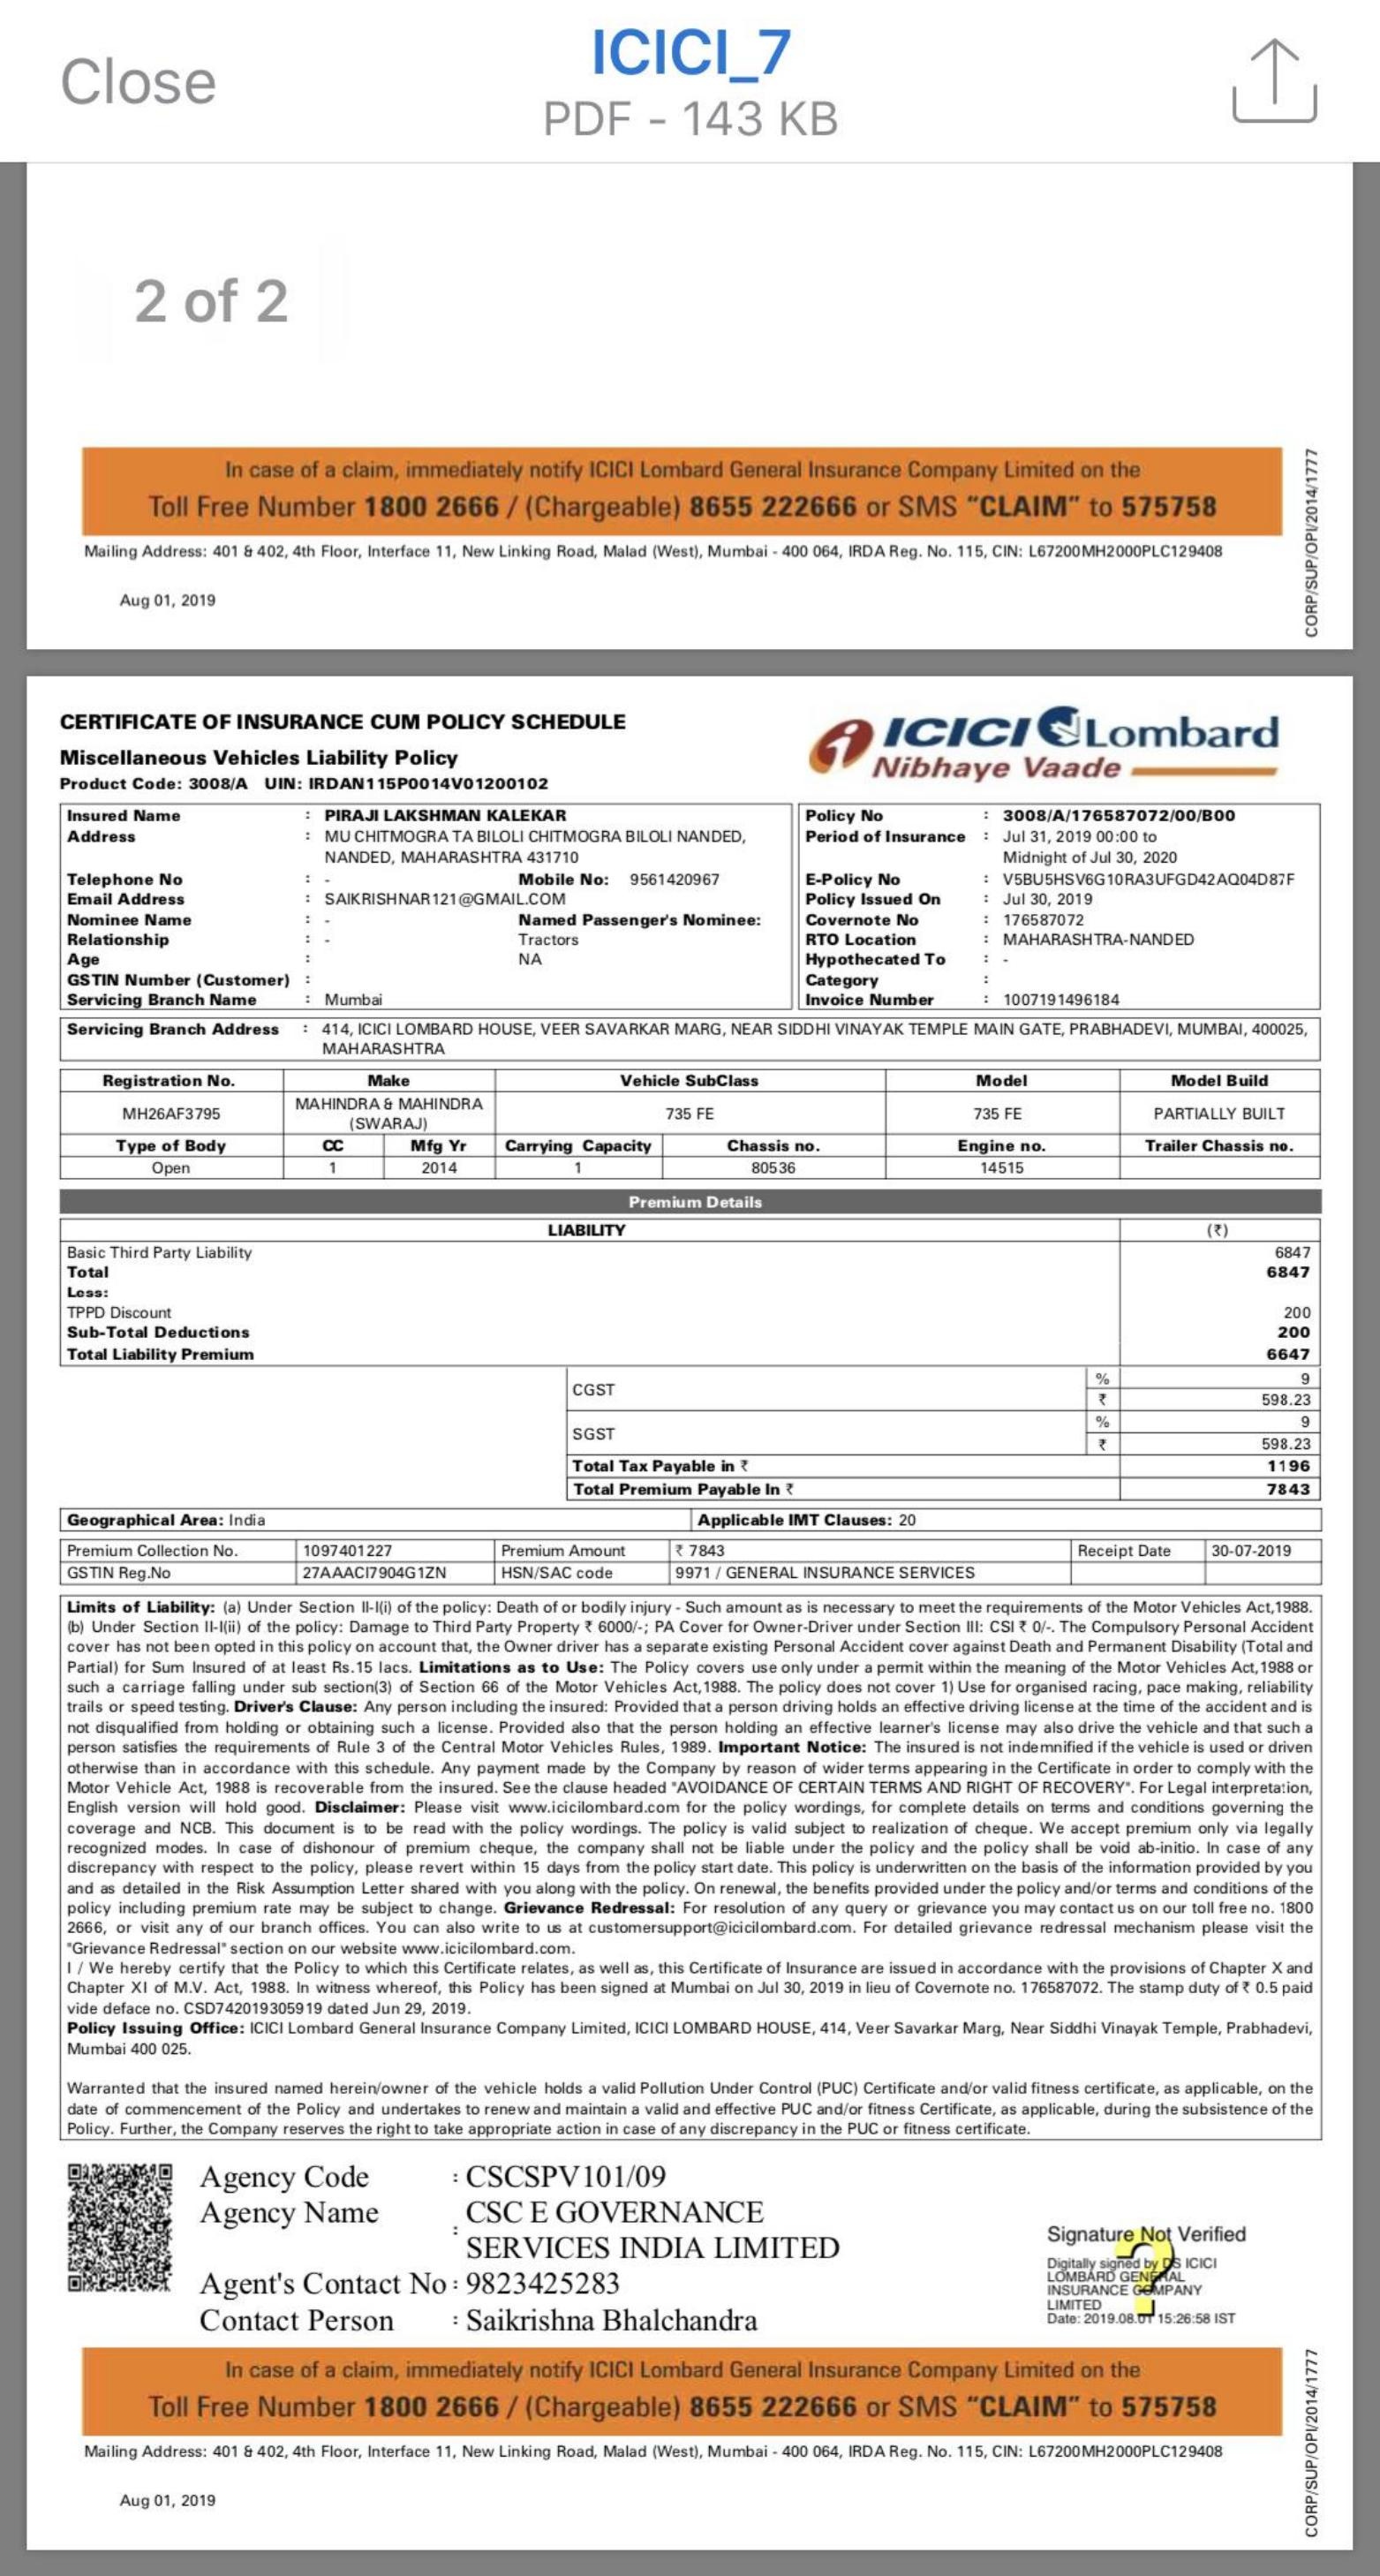 Close
ICICI_7
PDF - 143 KB
2 of 2
In case of a claim, immediately notify ICICI Lombard General Insurance Company Limited on the
Toll Free Number 1800 2666 / (Chargeable) 8655 222666 or SMS "CLAIM" to 575758
Mailing Address: 401 & 402, 4th Floor, Interface 11, New Linking Road, Malad (West), Mumbai - 400 064, IRDA Reg. No. 115, CIN: L67200MH2000PLC129408
Aug 01, 2019
CORP/SUP/OPI/2014/1777
CERTIFICATE OF INSURANCE CUM POLICY SCHEDULE
Miscellaneous Vehicles Liability Policy
Product Code: 3008/A UIN: IRDAN115P0014V01200102
ICICI Lombard
Nibhaye Vaade
Insured Name : PIRAJI LAKSHMAN KALEKAR
Address : MU CHITMOGRA TA BILOLI CHITMOGRA BILOLI NANDED,
NANDED, MAHARASHTRA 431710
Telephone No : - Mobile No: 9561420967
Email Address : SAIKRISHNAR121@GMAIL.COM
Nominee Name : - Named Passenger's Nominee:
Relationship : - Tractors
Age : NA
GSTIN Number (Customer) :
Servicing Branch Name : Mumbai
Policy No : 3008/A/176587072/00/B00
Period of Insurance : Jul 31, 2019 00:00 to
Midnight of Jul 30, 2020
E-Policy No : V5BU5HSV6G10RA3UFGD42AQ04D87F
Policy Issued On : Jul 30, 2019
Covernote No : 176587072
RTO Location : MAHARASHTRA-NANDED
Hypothecated To : -
Category :
Invoice Number : 1007191496184
Servicing Branch Address : 414, ICICI LOMBARD HOUSE, VEER SAVARKAR MARG, NEAR SIDDHI VINAYAK TEMPLE MAIN GATE, PRABHADEVI, MUMBAI, 400025,
MAHARASHTRA
Registration No. Make Vehicle SubClass Model Model Build
MH26AF3795 MAHINDRA & MAHINDRA (SWARAJ) 735 FE 735 FE PARTIALLY BUILT
Type of Body CC Mfg Yr Carrying Capacity Chassis no. Engine no. Trailer Chassis no.
Open 1 2014 1 80536 14515
Premium Details
LIABILITY (₹)
Basic Third Party Liability 6847
Total 6847
Less:
TPPD Discount 200
Sub-Total Deductions 200
Total Liability Premium 6647
CGST % 9
₹ 598.23
SGST % 9
₹ 598.23
Total Tax Payable in ₹ 1196
Total Premium Payable In ₹ 7843
Geographical Area: India Applicable IMT Clauses: 20
Premium Collection No. 1097401227 Premium Amount ₹ 7843 Receipt Date 30-07-2019
GSTIN Reg.No 27AAACI7904G1ZN HSN/SAC code 9971 / GENERAL INSURANCE SERVICES
Limits of Liability: (a) Under Section II-I(i) of the policy: Death of or bodily injury - Such amount as is necessary to meet the requirements of the Motor Vehicles Act,1988.
(b) Under Section II-I(ii) of the policy: Damage to Third Party Property ₹ 6000/-; PA Cover for Owner-Driver under Section III: CSI ₹ 0/-. The Compulsory Personal Accident
cover has not been opted in this policy on account that, the Owner driver has a separate existing Personal Accident cover against Death and Permanent Disability (Total and
Partial) for Sum Insured of at least Rs.15 lacs. Limitations as to Use: The Policy covers use only under a permit within the meaning of the Motor Vehicles Act,1988 or
such a carriage falling under sub section(3) of Section 66 of the Motor Vehicles Act,1988. The policy does not cover 1) Use for organised racing, pace making, reliability
trails or speed testing. Driver's Clause: Any person including the insured: Provided that a person driving holds an effective driving license at the time of the accident and is
not disqualified from holding or obtaining such a license. Provided also that the person holding an effective learner's license may also drive the vehicle and that such a
person satisfies the requirements of Rule 3 of the Central Motor Vehicles Rules, 1989. Important Notice: The insured is not indemnified if the vehicle is used or driven
otherwise than in accordance with this schedule. Any payment made by the Company by reason of wider terms appearing in the Certificate in order to comply with the
Motor Vehicle Act, 1988 is recoverable from the insured. See the clause headed "AVOIDANCE OF CERTAIN TERMS AND RIGHT OF RECOVERY". For Legal interpretation,
English version will hold good. Disclaimer: Please visit www.icicilombard.com for the policy wordings, for complete details on terms and conditions governing the
coverage and NCB. This document is to be read with the policy wordings. The policy is valid subject to realization of cheque. We accept premium only via legally
recognized modes. In case of dishonour of premium cheque, the company shall not be liable under the policy and the policy shall be void ab-initio. In case of any
discrepancy with respect to the policy, please revert within 15 days from the policy start date. This policy is underwritten on the basis of the information provided by you
and as detailed in the Risk Assumption Letter shared with you along with the policy. On renewal, the benefits provided under the policy and/or terms and conditions of the
policy including premium rate may be subject to change. Grievance Redressal: For resolution of any query or grievance you may contact us on our toll free no. 1800
2666, or visit any of our branch offices. You can also write to us at customersupport@icicilombard.com. For detailed grievance redressal mechanism please visit the
"Grievance Redressal" section on our website www.icicilombard.com.
I / We hereby certify that the Policy to which this Certificate relates, as well as, this Certificate of Insurance are issued in accordance with the provisions of Chapter X and
Chapter XI of M.V. Act, 1988. In witness whereof, this Policy has been signed at Mumbai on Jul 30, 2019 in lieu of Covernote no. 176587072. The stamp duty of ₹ 0.5 paid
vide deface no. CSD742019305919 dated Jun 29, 2019.
Policy Issuing Office: ICICI Lombard General Insurance Company Limited, ICICI LOMBARD HOUSE, 414, Veer Savarkar Marg, Near Siddhi Vinayak Temple, Prabhadevi,
Mumbai 400 025.
Warranted that the insured named herein/owner of the vehicle holds a valid Pollution Under Control (PUC) Certificate and/or valid fitness certificate, as applicable, on the
date of commencement of the Policy and undertakes to renew and maintain a valid and effective PUC and/or fitness Certificate, as applicable, during the subsistence of the
Policy. Further, the Company reserves the right to take appropriate action in case of any discrepancy in the PUC or fitness certificate.
Agency Code : CSCSPV101/09
Agency Name : CSC E GOVERNANCE
SERVICES INDIA LIMITED
Agent's Contact No : 9823425283
Contact Person : Saikrishna Bhalchandra
Signature Not Verified
Digitally signed by DS ICICI
LOMBARD GENERAL
INSURANCE COMPANY
LIMITED
Date: 2019.08.01 15:26:58 IST
In case of a claim, immediately notify ICICI Lombard General Insurance Company Limited on the
Toll Free Number 1800 2666 / (Chargeable) 8655 222666 or SMS "CLAIM" to 575758
Mailing Address: 401 & 402, 4th Floor, Interface 11, New Linking Road, Malad (West), Mumbai - 400 064, IRDA Reg. No. 115, CIN: L67200MH2000PLC129408
Aug 01, 2019
CORP/SUP/OPI/2014/1777